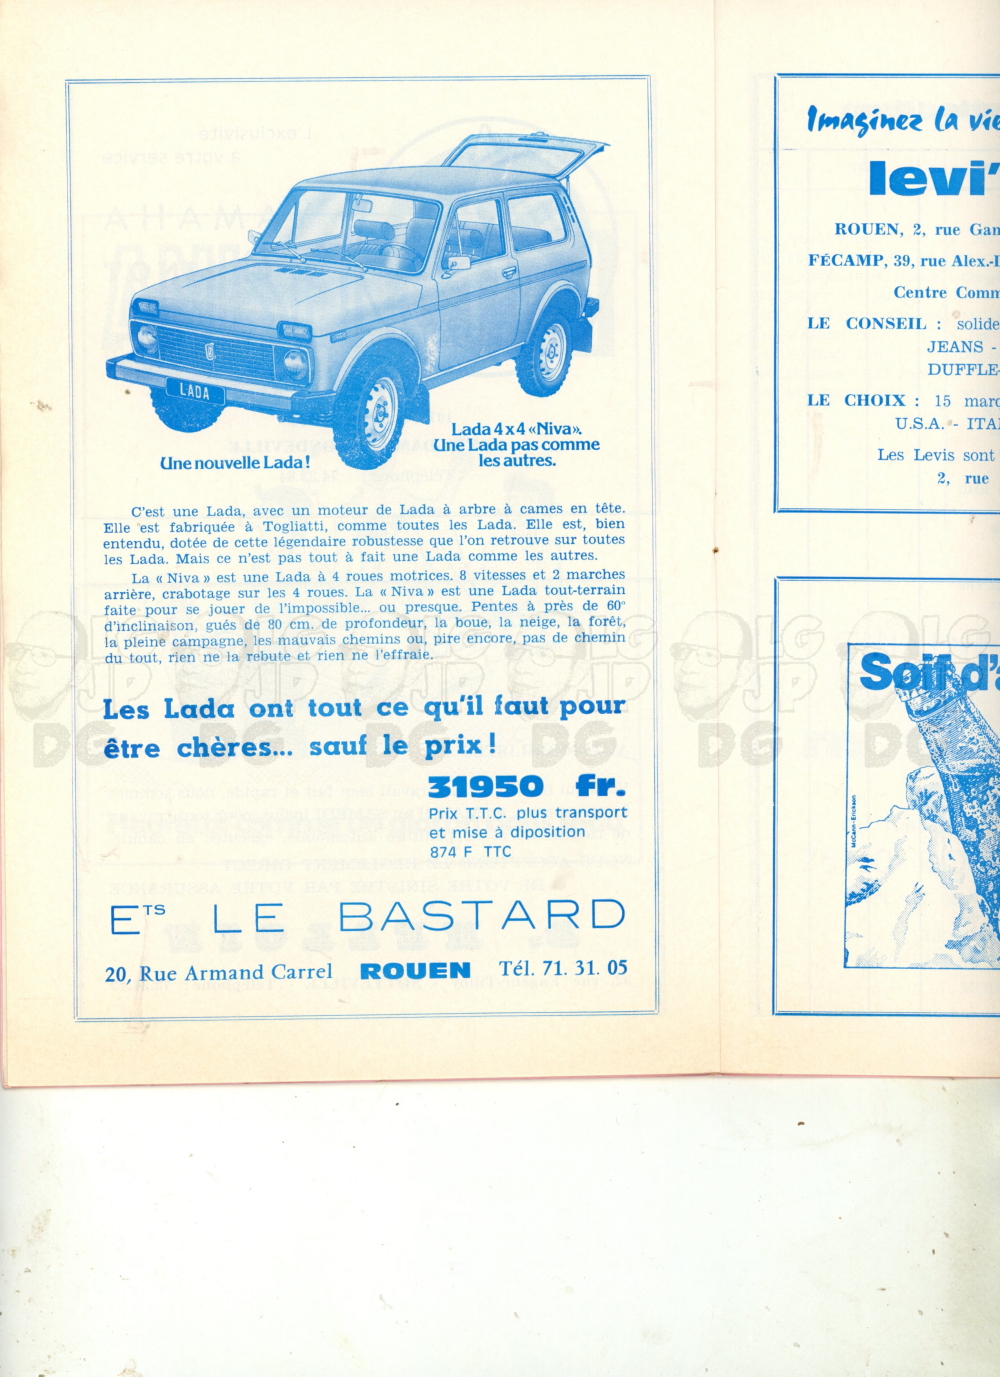 LADA
Une nouvelle Lada !
Lada 4x4 «Niva».
Une Lada pas comme
les autres.
C'est une Lada, avec un moteur de Lada à arbre à cames en tête.
Elle est fabriquée à Togliatti, comme toutes les Lada. Elle est, bien
entendu, dotée de cette légendaire robustesse que l'on retrouve sur toutes
les Lada. Mais ce n'est pas tout à fait une Lada comme les autres.
La « Niva » est une Lada à 4 roues motrices. 8 vitesses et 2 marches
arrière, crabotage sur les 4 roues. La « Niva » est une Lada tout-terrain
faite pour se jouer de l'impossible... ou presque. Pentes à près de 60°
d'inclinaison, gués de 80 cm. de profondeur, la boue, la neige, la forêt,
la pleine campagne, les mauvais chemins ou, pire encore, pas de chemin
du tout, rien ne la rebute et rien ne l'effraie.
Les Lada ont tout ce qu'il faut pour
être chères... sauf le prix !
31950 fr.
Prix T.T.C. plus transport
et mise à diposition
874 F TTC
ETS LE BASTARD
20, Rue Armand Carrel ROUEN Tél. 71. 31. 05
Imaginez la vie
levi'
ROUEN, 2, rue Gan
FÉCAMP, 39, rue Alex.-
Centre Comm
LE CONSEIL : solide
JEANS -
DUFFLE-
LE CHOIX : 15 marq
U.S.A. - ITA
Les Levis sont
2, rue
Soif d'a
McCann-Erickson
LG
JP
DG